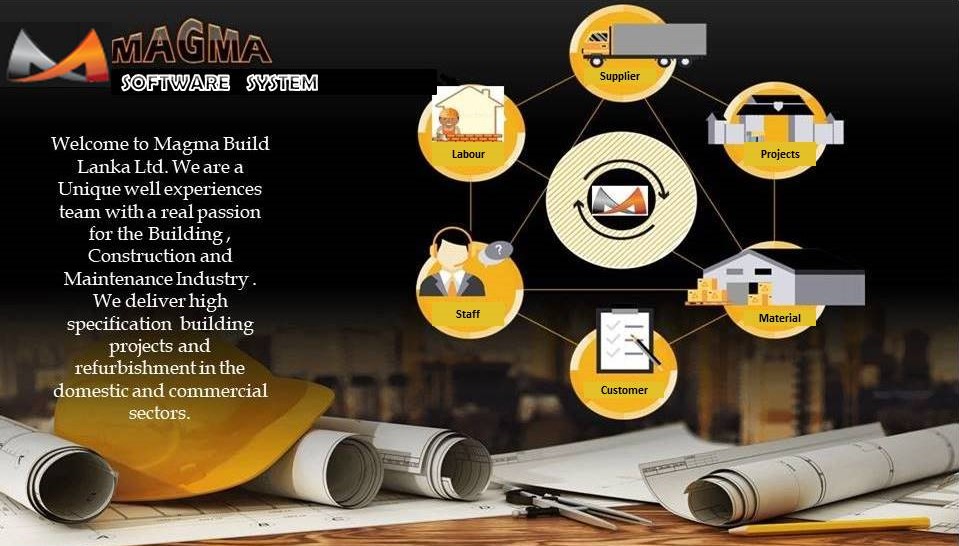 MAGMA
SOFTWARE SYSTEM
Welcome to Magma Build
Lanka Ltd. We are a
Unique well experiences
team with a real passion
for the Building ,
Construction and
Maintenance Industry .
We deliver high
specification building
projects and
refurbishment in the
domestic and commercial
sectors.
Supplier
Labour
Projects
?
Staff
Material
Customer